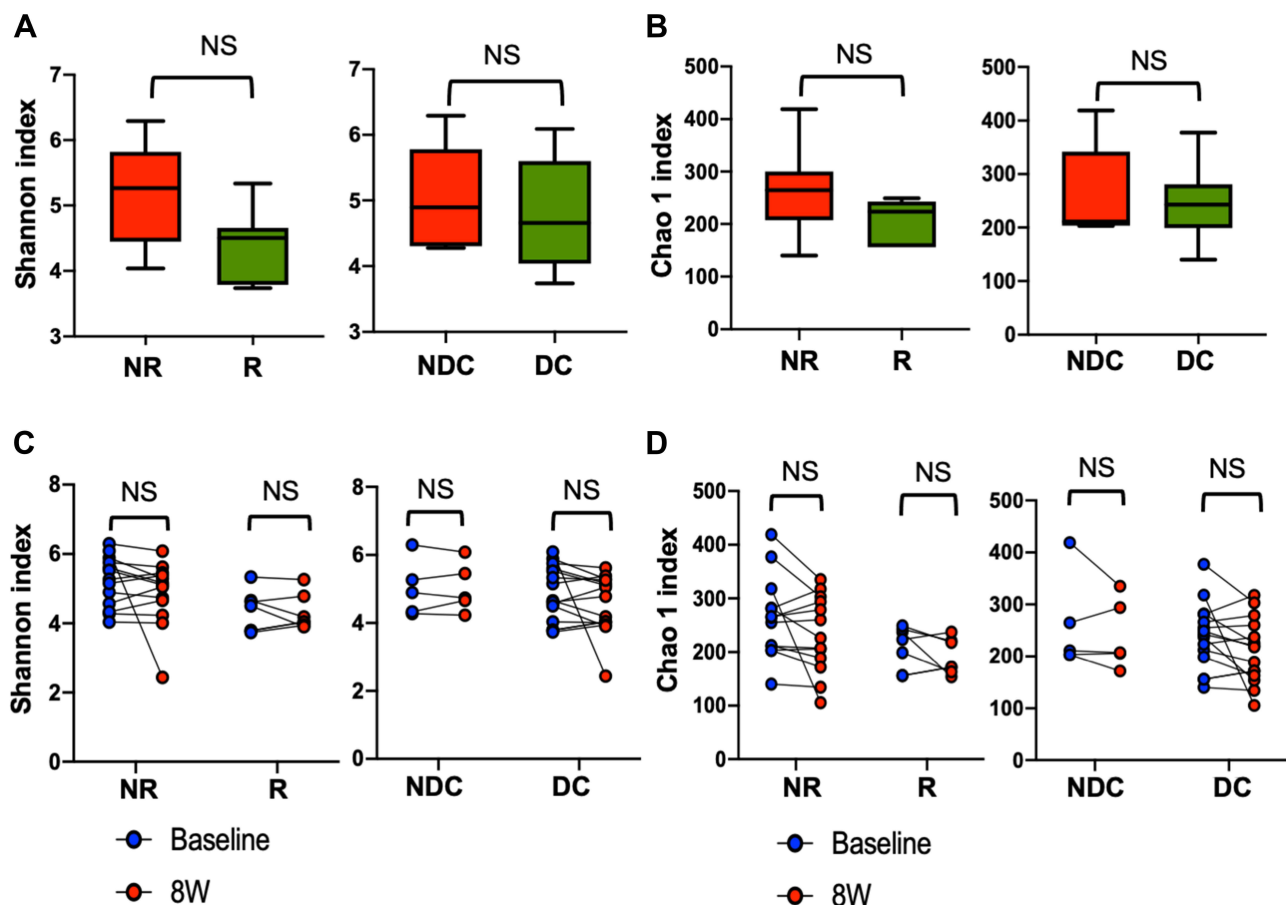 A
B
NS
NS
NS
NS
Shannon index
7
6
5
4
3
NR
R
7
6
5
4
3
NDC
DC
Chao 1 index
500
400
300
200
100
0
NR
R
500
400
300
200
100
0
NDC
DC
C
D
NS
NS
NS
NS
NS
NS
NS
NS
Shannon index
8
6
4
2
0
NR
R
8
6
4
2
0
NDC
DC
Chao 1 index
500
400
300
200
100
0
NR
R
500
400
300
200
100
0
NDC
DC
Baseline
8W
Baseline
8W